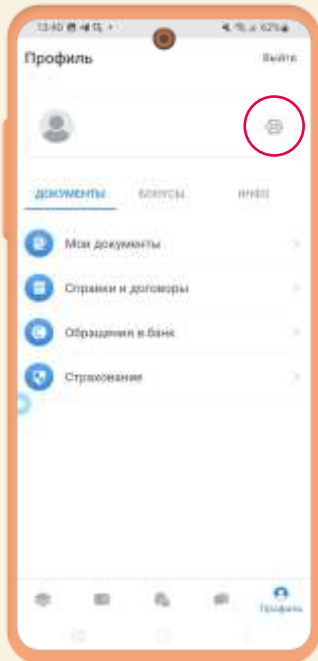 13:40
62%
Профиль
Выйти
ДОКУМЕНТЫ
БОНУСЫ
ИНФО
Мои документы
Справки и договоры
Обращения в банк
Страхование
Профиль